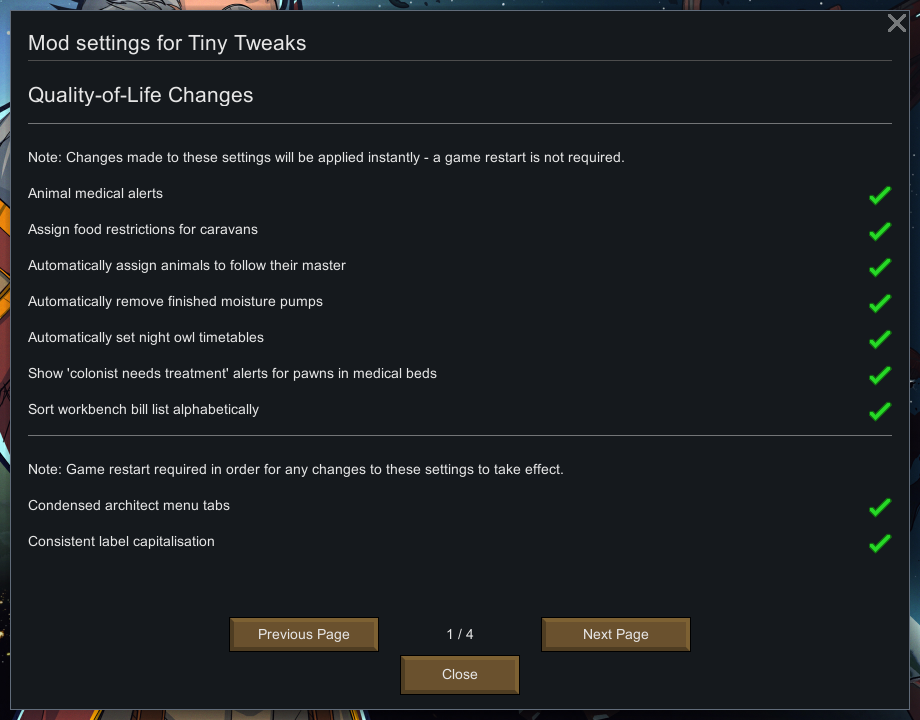 Mod settings for Tiny Tweaks
Quality-of-Life Changes
Note: Changes made to these settings will be applied instantly - a game restart is not required.
Animal medical alerts
Assign food restrictions for caravans
Automatically assign animals to follow their master
Automatically remove finished moisture pumps
Automatically set night owl timetables
Show 'colonist needs treatment' alerts for pawns in medical beds
Sort workbench bill list alphabetically
Note: Game restart required in order for any changes to these settings to take effect.
Condensed architect menu tabs
Consistent label capitalisation
Previous Page
1 / 4
Next Page
Close